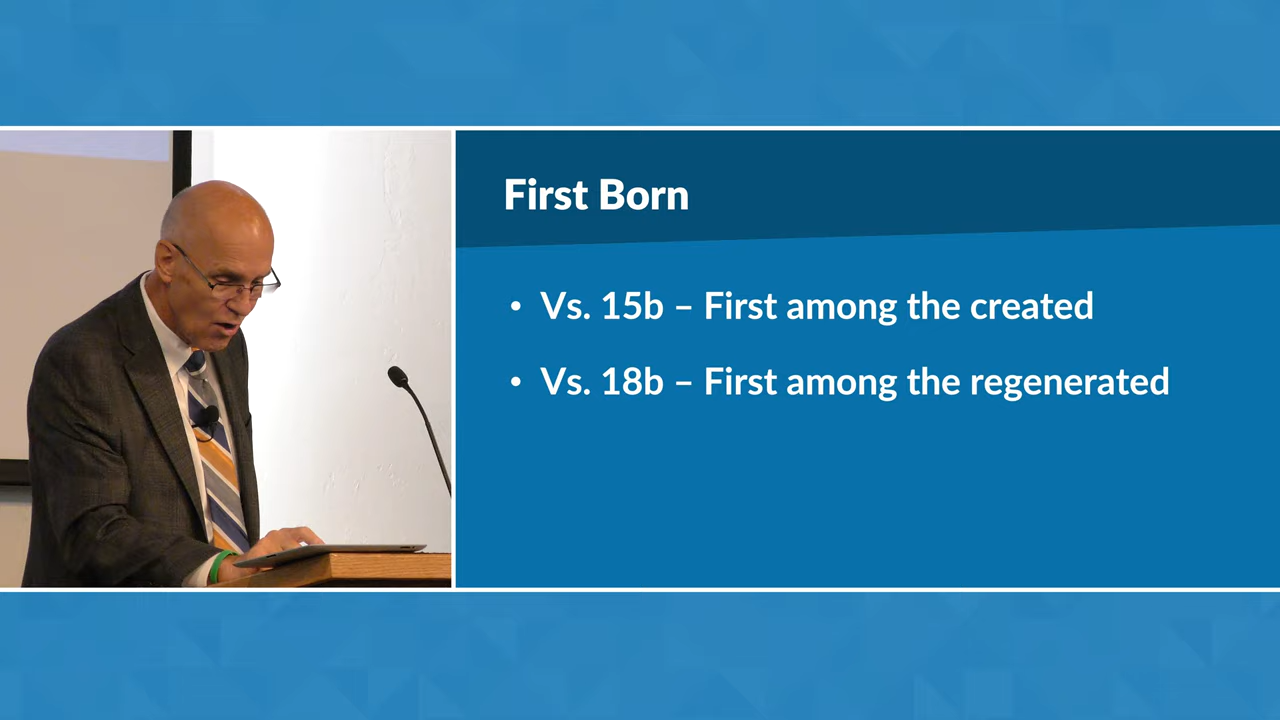 First Born
• Vs. 15b – First among the created
• Vs. 18b – First among the regenerated